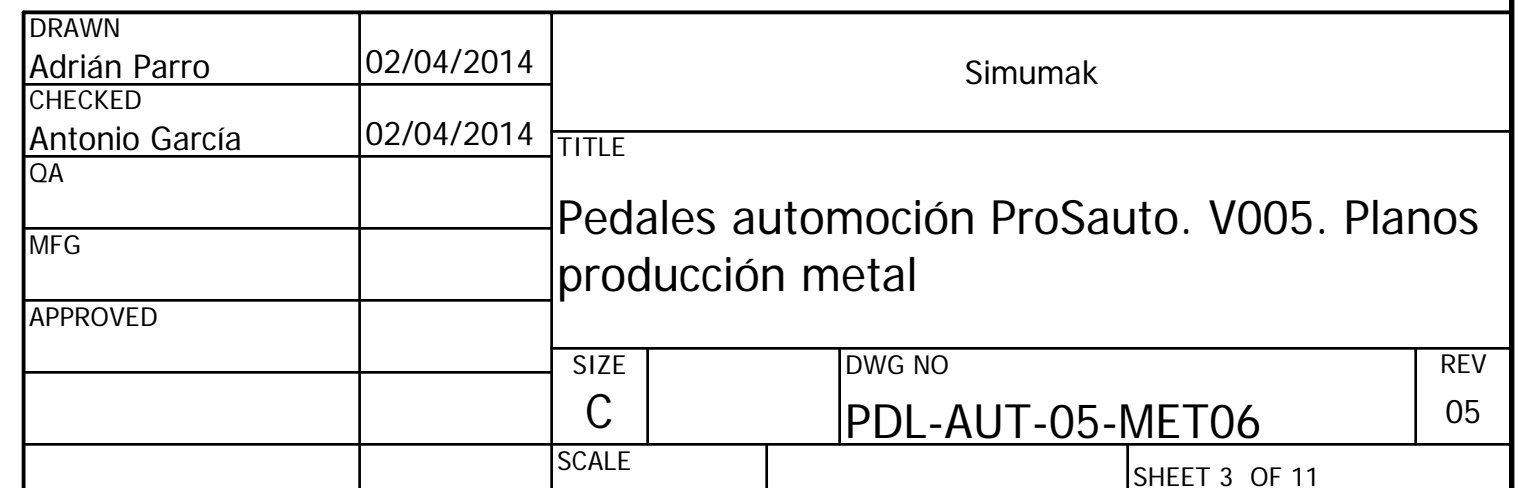 DRAWN
Adrián Parro 02/04/2014
CHECKED
Antonio García 02/04/2014
QA
MFG
APPROVED
Simumak
TITLE
Pedales automoción ProSauto. V005. Planos
producción metal
SIZE
C
DWG NO
PDL-AUT-05-MET06
REV
05
SCALE
SHEET 3 OF 11